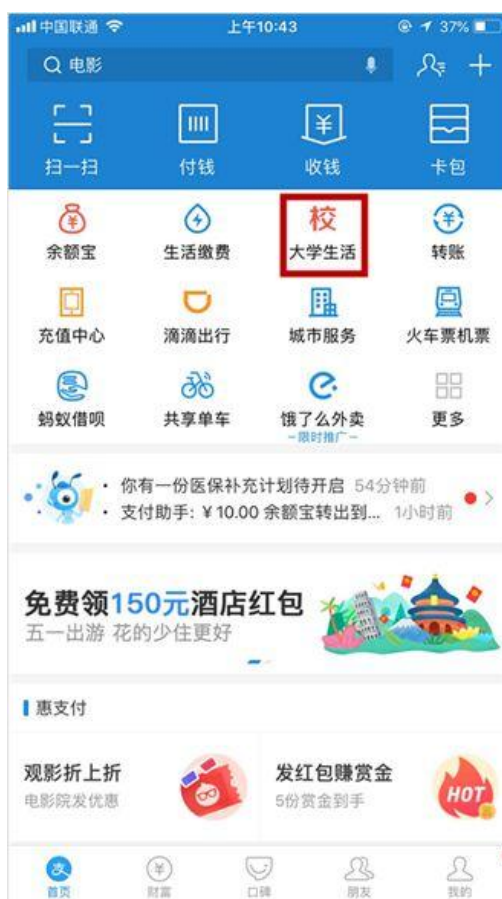 中国联通 上午10:43 37%
电影
扫一扫 付钱 收钱 卡包
余额宝 生活缴费 校 大学生活 转账
充值中心 滴滴出行 城市服务 火车票机票
蚂蚁借呗 共享单车 饿了么外卖 更多
-限时推广-
· 你有一份医保补充计划待开启 54分钟前
· 支付助手: ¥10.00 余额宝转出到... 1小时前
免费领150元酒店红包
五一出游 花的少住更好
惠支付
观影折上折 发红包赚赏金
电影院发优惠 5份赏金到手 HOT
支
首页 财富 口碑 朋友 我的